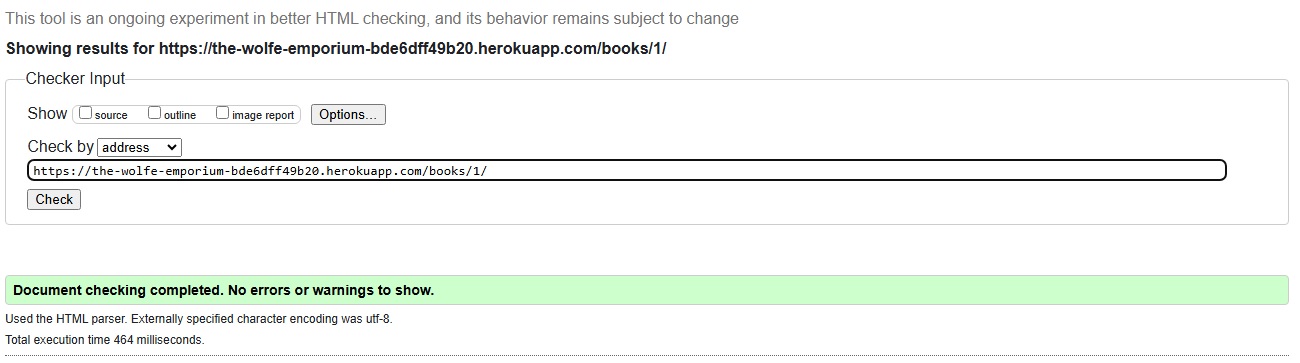 This tool is an ongoing experiment in better HTML checking, and its behavior remains subject to change
Showing results for https://the-wolfe-emporium-bde6dff49b20.herokuapp.com/books/1/
Checker Input
Show source outline image report Options...
Check by address
https://the-wolfe-emporium-bde6dff49b20.herokuapp.com/books/1/
Check
Document checking completed. No errors or warnings to show.
Used the HTML parser. Externally specified character encoding was utf-8.
Total execution time 464 milliseconds.